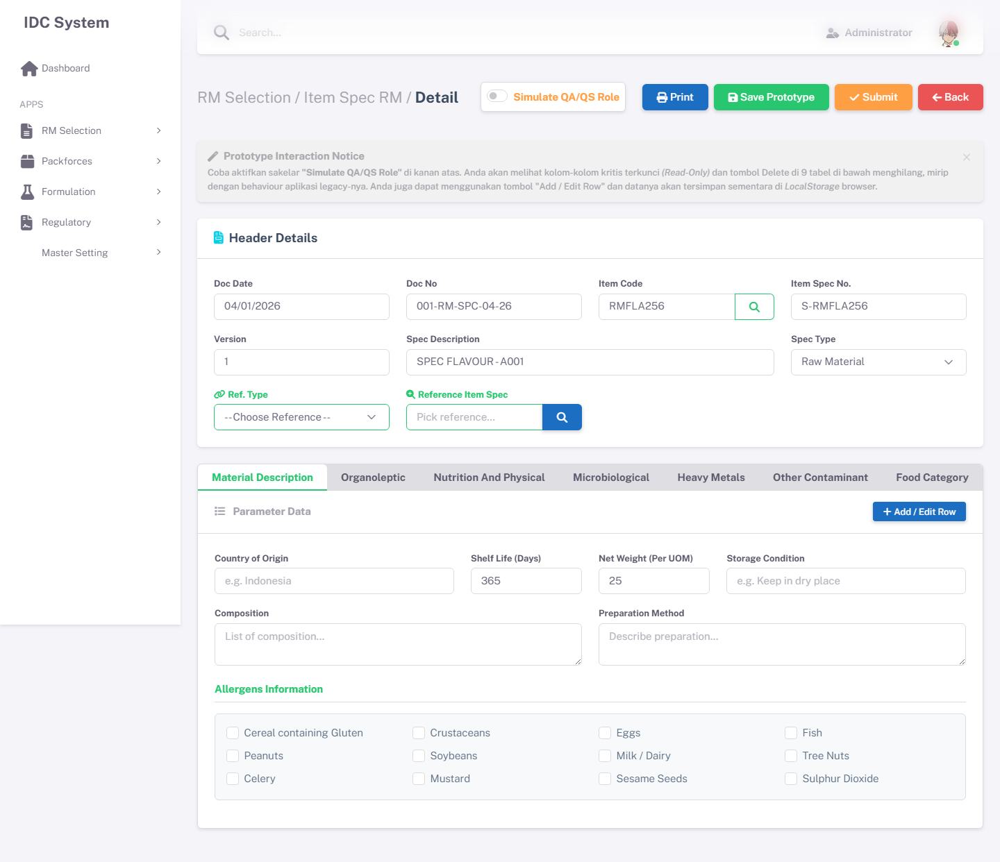 IDC System
Search...
Administrator
Dashboard
APPS
RM Selection
Packforces
Formulation
Regulatory
Master Setting
RM Selection / Item Spec RM / Detail
Simulate QA/QS Role
Print
Save Prototype
Submit
Back
Prototype Interaction Notice
Coba aktifkan sakelar "Simulate QA/QS Role" di kanan atas. Anda akan melihat kolom-kolom kritis terkunci (Read-Only) dan tombol Delete di 9 tabel di bawah menghilang, mirip
dengan behaviour aplikasi legacy-nya. Anda juga dapat menggunakan tombol "Add / Edit Row" dan datanya akan tersimpan sementara di LocalStorage browser.
Header Details
Doc Date
Doc No
Item Code
Item Spec No.
04/01/2026
001-RM-SPC-04-26
RMFLA256
S-RMFLA256
Version
Spec Description
Spec Type
1
SPEC FLAVOUR - A001
Raw Material
Ref. Type
Reference Item Spec
-- Choose Reference --
Pick reference...
Material Description
Organoleptic
Nutrition And Physical
Microbiological
Heavy Metals
Other Contaminant
Food Category
Parameter Data
Add / Edit Row
Country of Origin
Shelf Life (Days)
Net Weight (Per UOM)
Storage Condition
e.g. Indonesia
365
25
e.g. Keep in dry place
Composition
Preparation Method
List of composition...
Describe preparation...
Allergens Information
Cereal containing Gluten
Crustaceans
Eggs
Fish
Peanuts
Soybeans
Milk / Dairy
Tree Nuts
Celery
Mustard
Sesame Seeds
Sulphur Dioxide